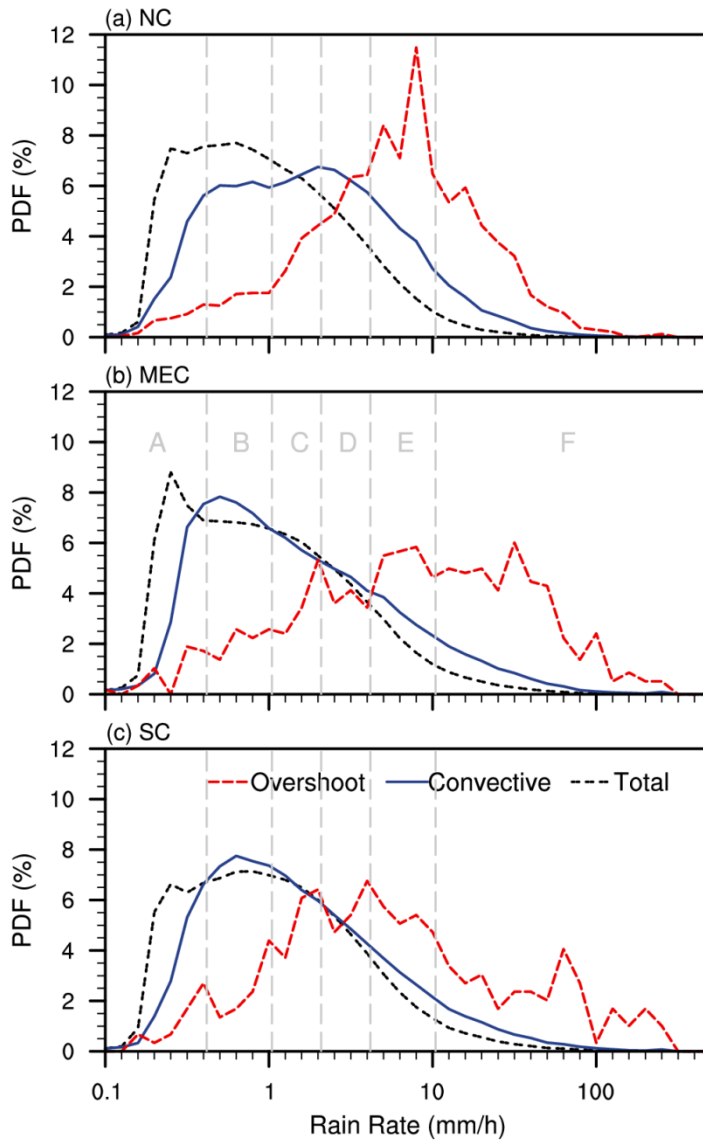 (a) NC
12
10
8
6
4
2
0
PDF (%)
(b) MEC
12
10
8
6
4
2
0
PDF (%)
A B C D E F
(c) SC
12
10
8
6
4
2
0
PDF (%)
Overshoot Convective Total
0.1 1 10 100
Rain Rate (mm/h)